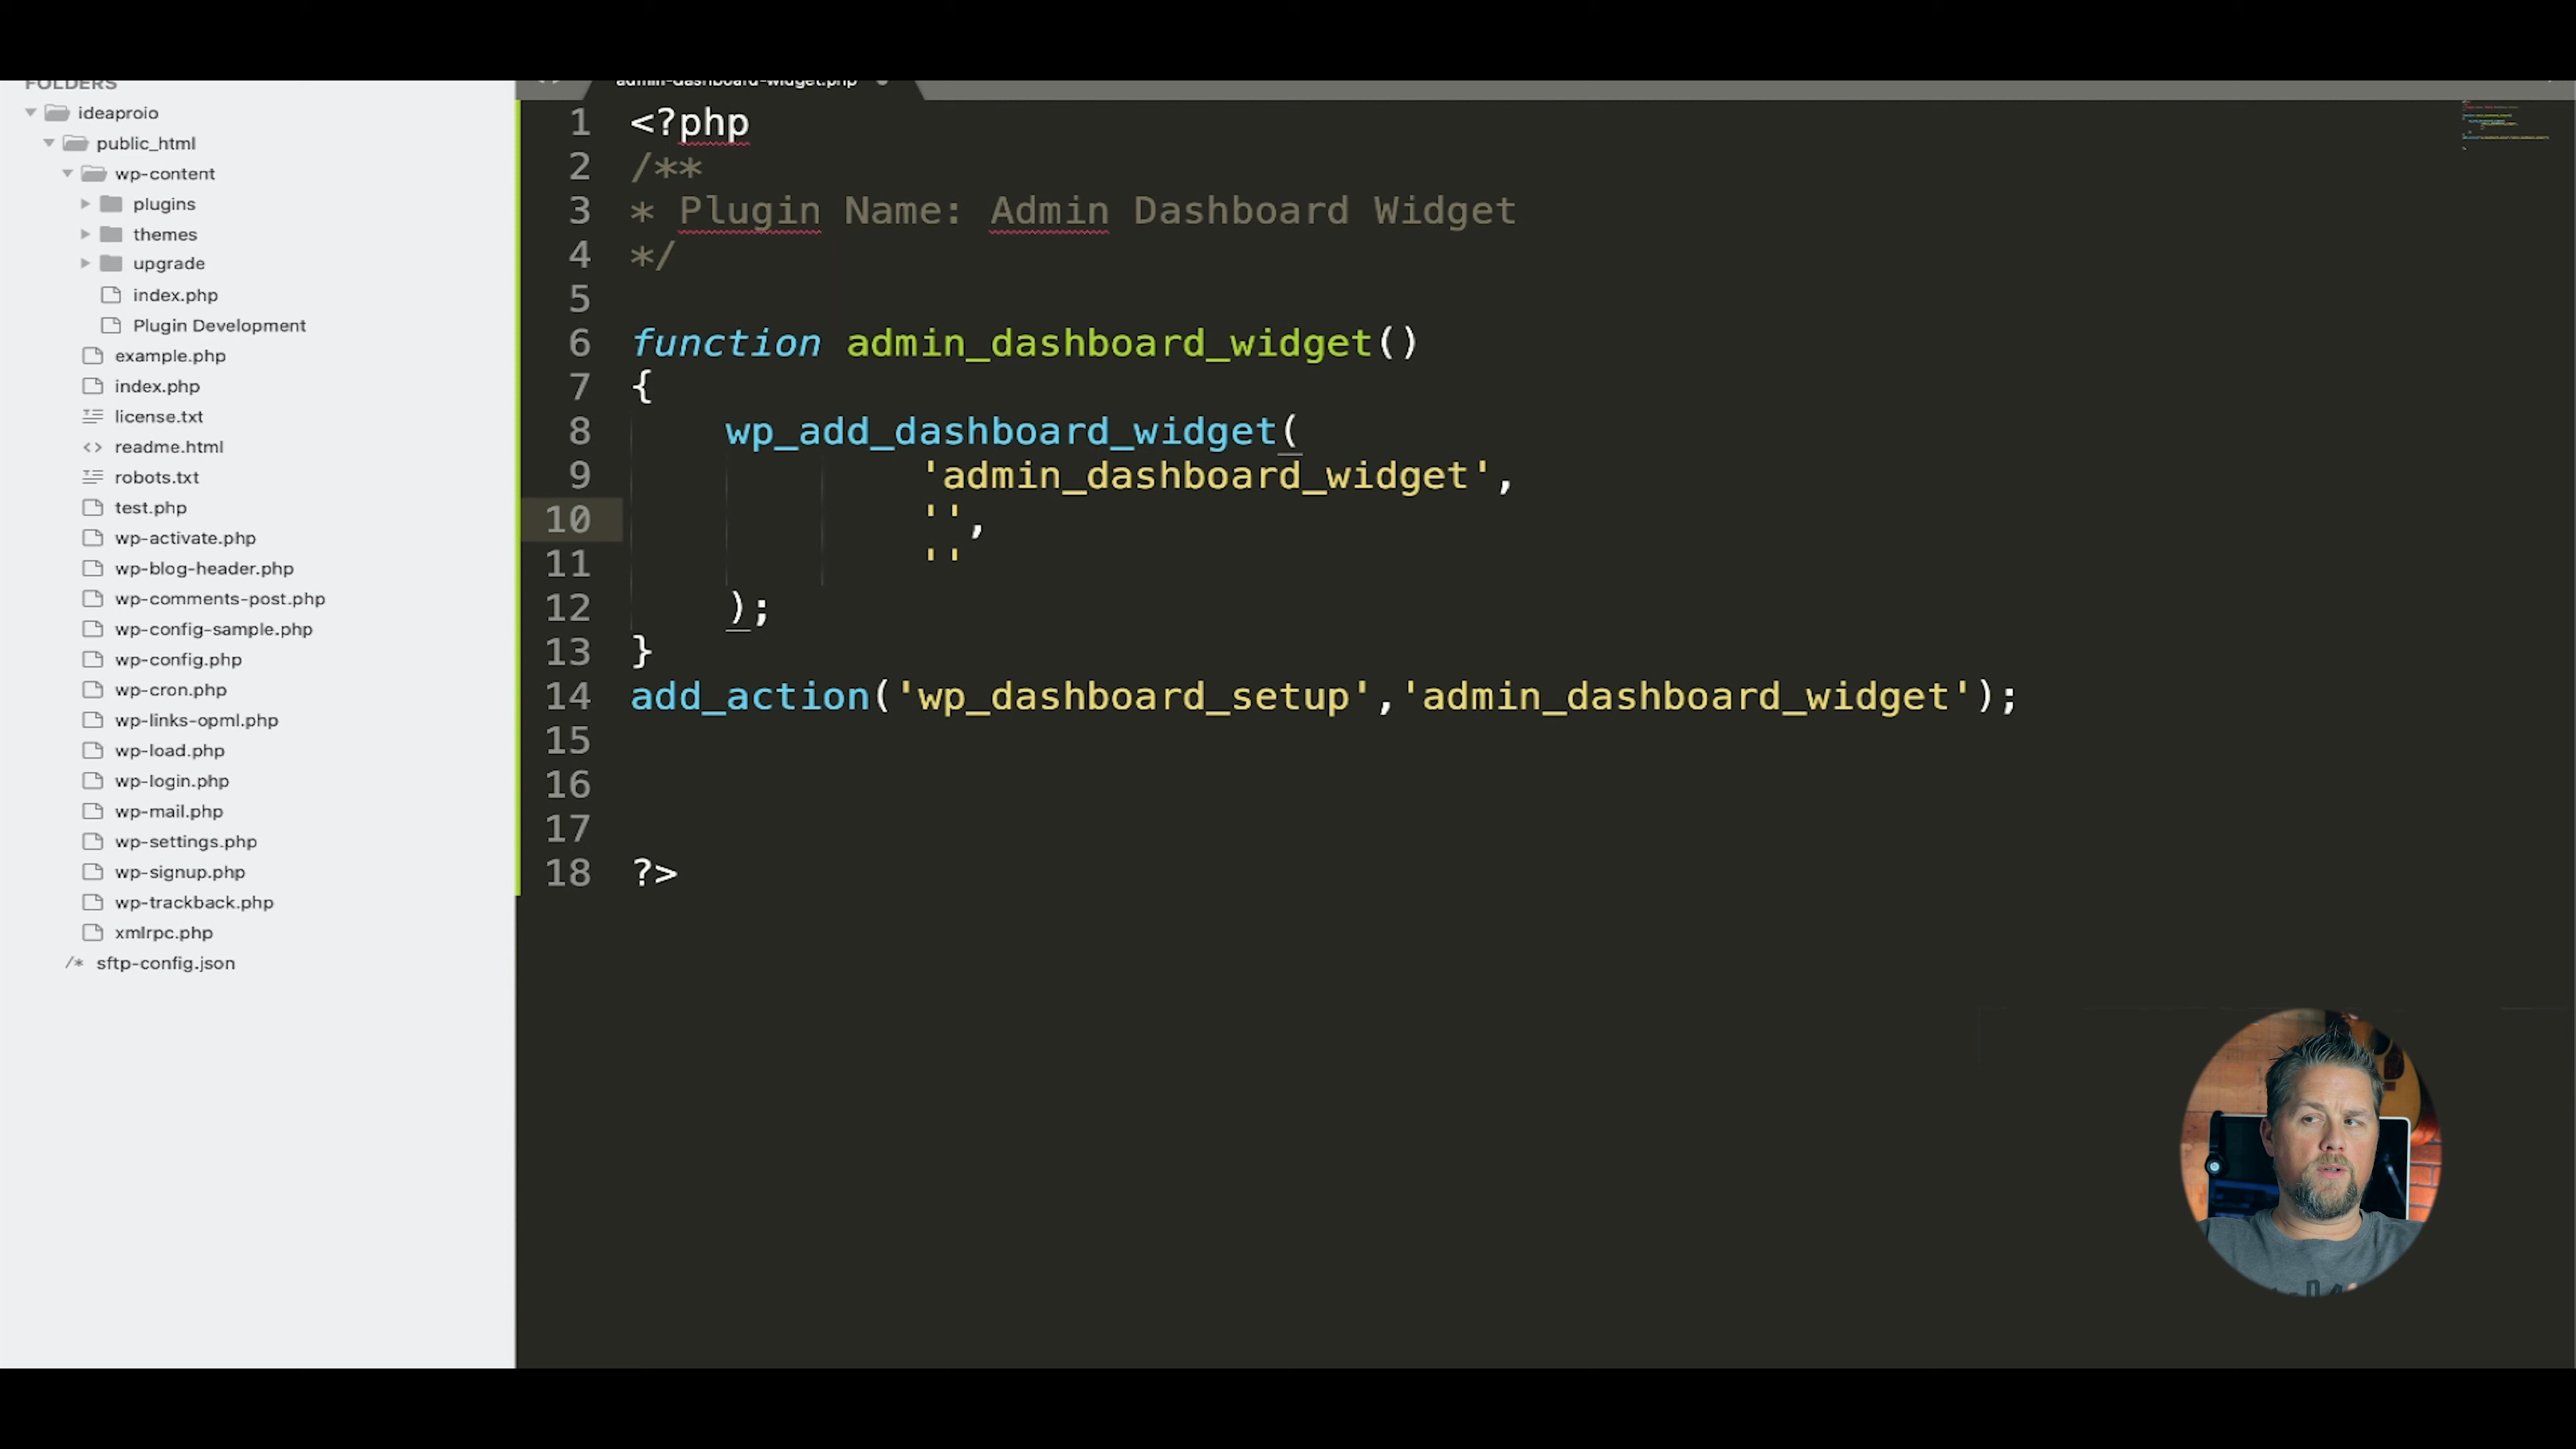 FOLDERS
ideaproio
public_html
wp-content
plugins
themes
upgrade
index.php
Plugin Development
example.php
index.php
license.txt
readme.html
robots.txt
test.php
wp-activate.php
wp-blog-header.php
wp-comments-post.php
wp-config-sample.php
wp-config.php
wp-cron.php
wp-links-opml.php
wp-load.php
wp-login.php
wp-mail.php
wp-settings.php
wp-signup.php
wp-trackback.php
xmlrpc.php
/* sftp-config.json
admin-dashboard-widget.php
1 <?php
2 /**
3 * Plugin Name: Admin Dashboard Widget
4 */
5
6 function admin_dashboard_widget()
7 {
8 wp_add_dashboard_widget(
9 'admin_dashboard_widget',
10 '',
11 ''
12 );
13 }
14 add_action('wp_dashboard_setup','admin_dashboard_widget');
15
16
17
18 ?>